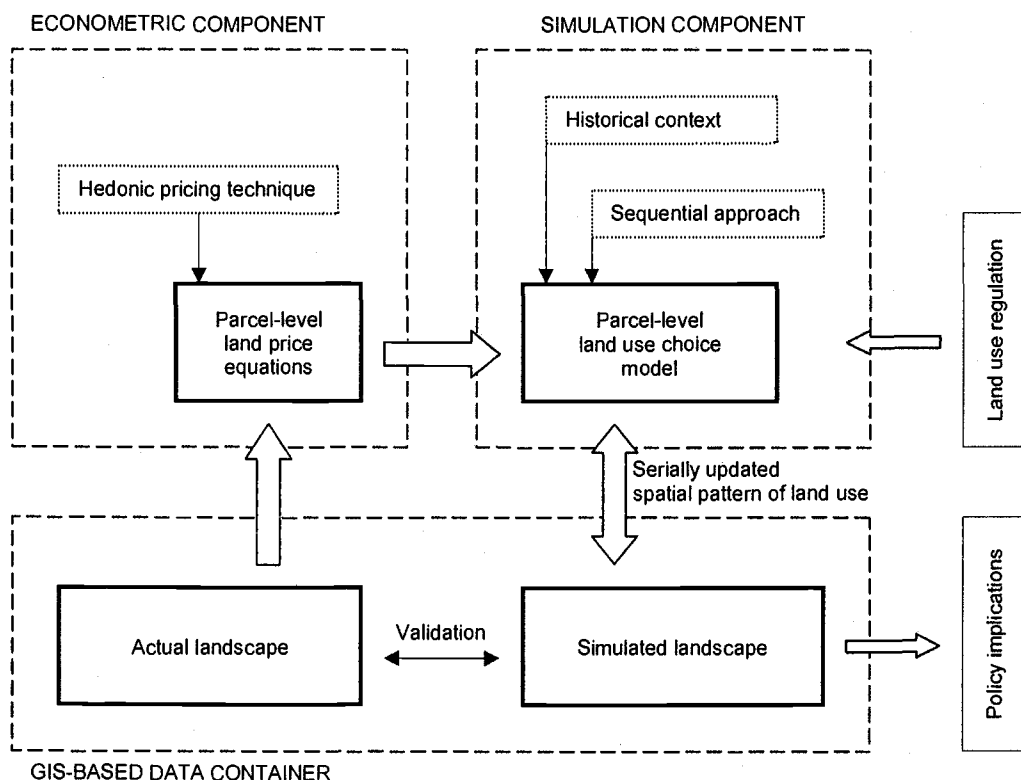 ECONOMETRIC COMPONENT
SIMULATION COMPONENT
Historical context
Hedonic pricing technique
Sequential approach
Parcel-level
land price
equations
Parcel-level
land use choice
model
Land use regulation
Serially updated
spatial pattern of land use
Actual landscape
Validation
Simulated landscape
Policy implications
GIS-BASED DATA CONTAINER